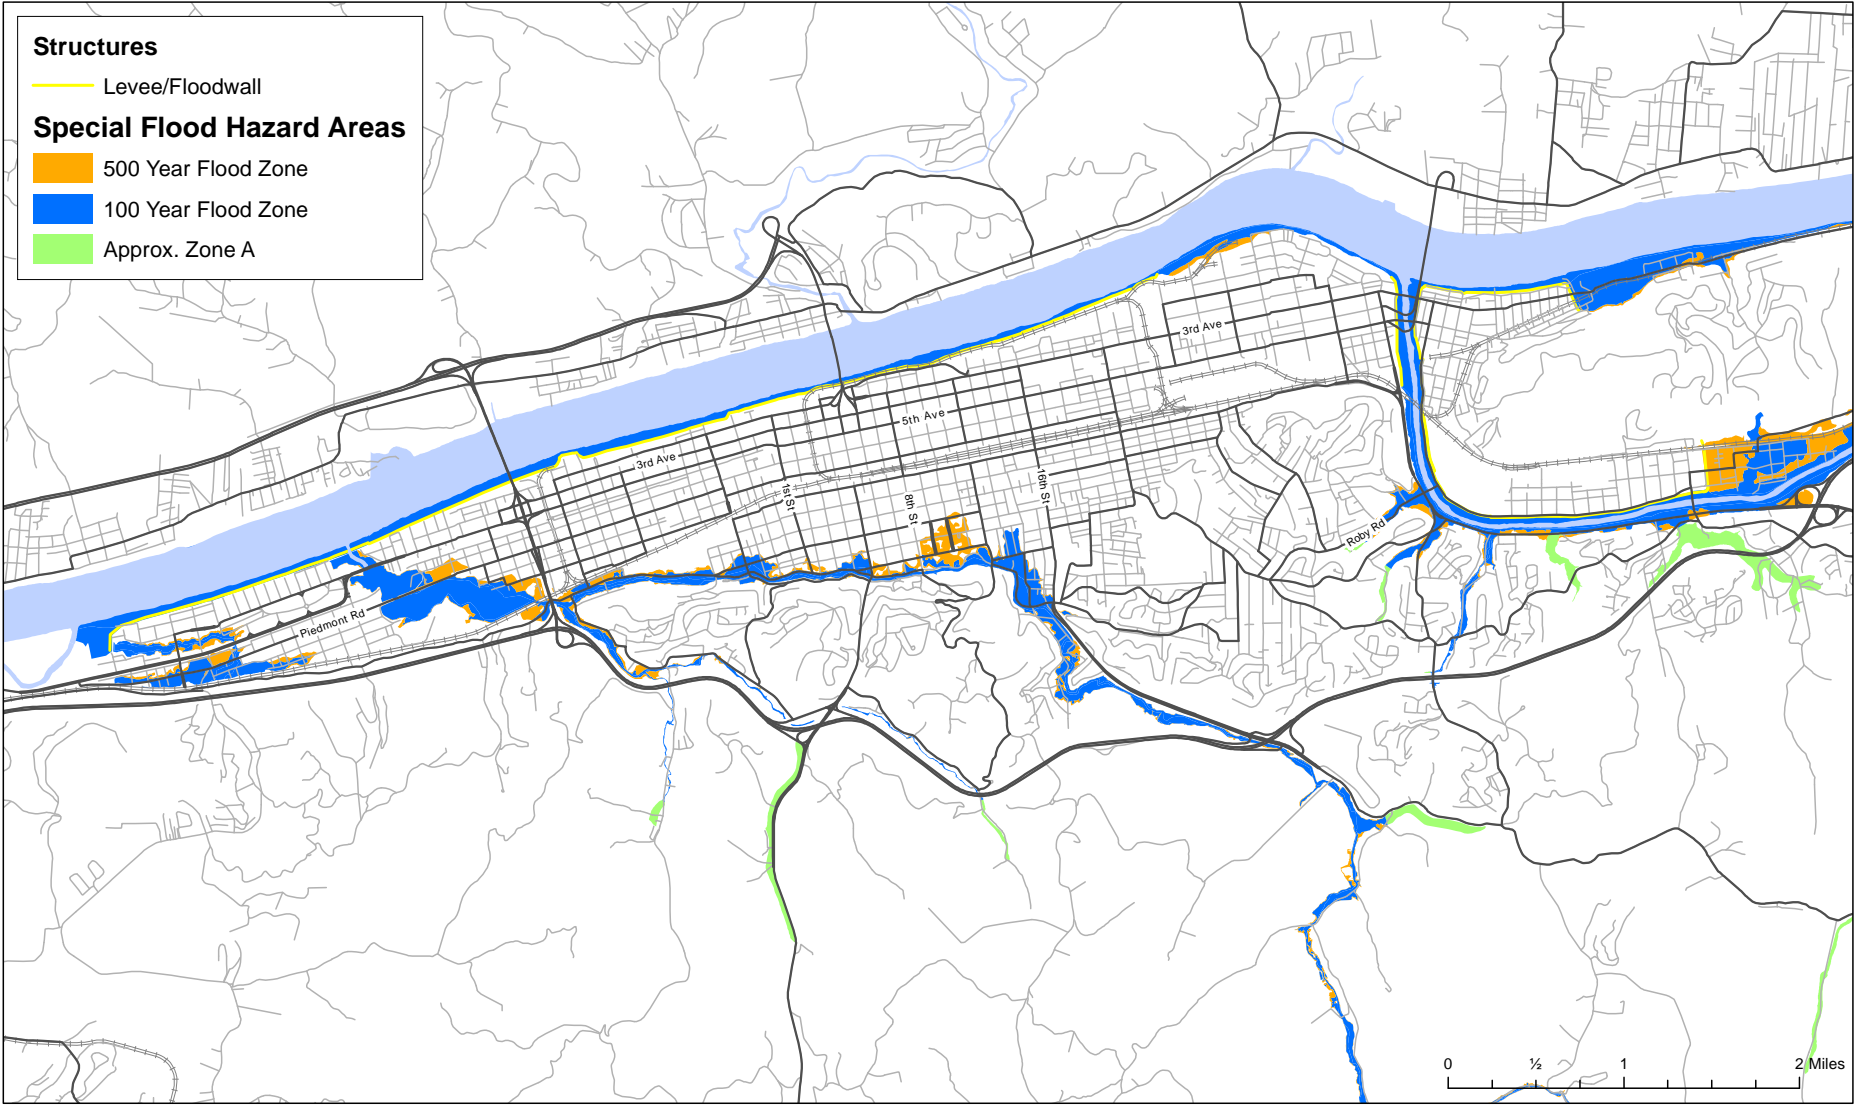 Structures
Levee/Floodwall
Special Flood Hazard Areas
500 Year Flood Zone
100 Year Flood Zone
Approx. Zone A
3rd Ave
5th Ave
3rd Ave
1st St
8th St
16th St
Roby Rd
Piedmont Rd
0 ½ 1 2 Miles